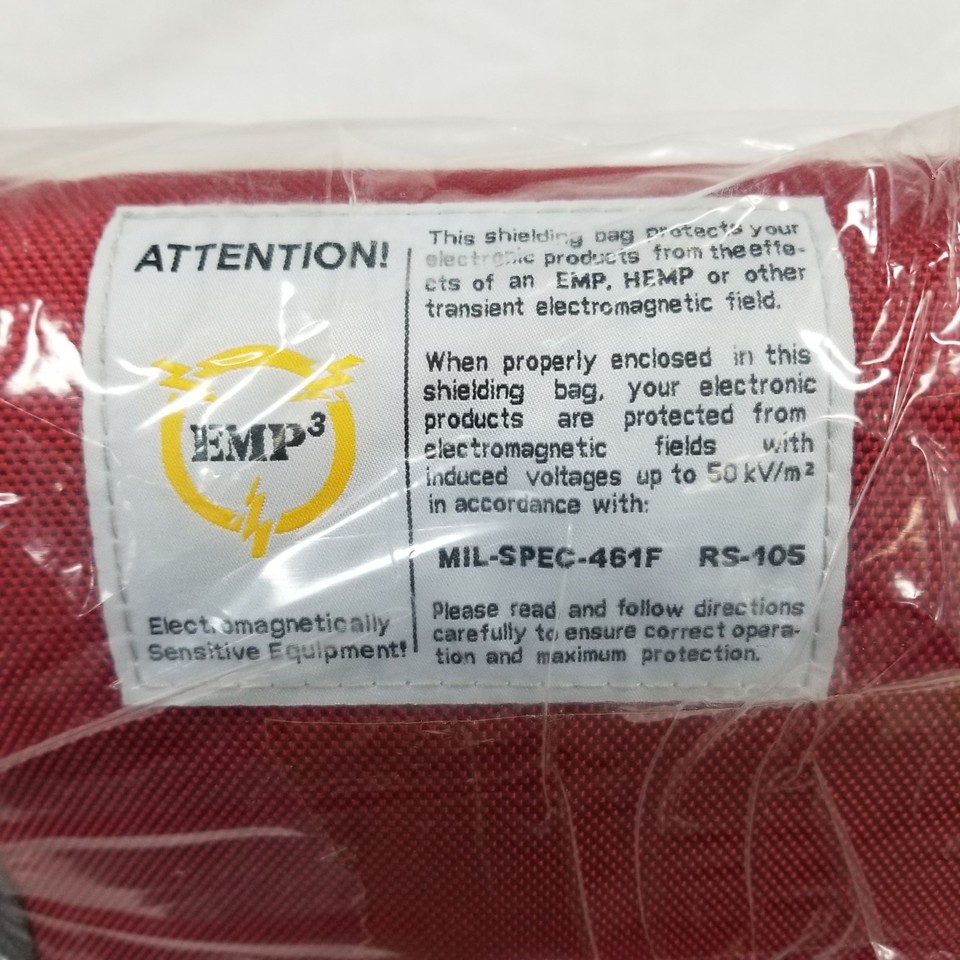 ATTENTION!
EMP³
Electromagnetically
Sensitive Equipment!
This shielding bag protects your
electronic products from the effe-
cts of an EMP, HEMP or other
transient electromagnetic field.
When properly enclosed in this
shielding bag, your electronic
products are protected from
electromagnetic fields with
induced voltages up to 50 kV/m²
in accordance with:
MIL-SPEC-461F RS-105
Please read and follow directions
carefully to ensure correct opera-
tion and maximum protection.